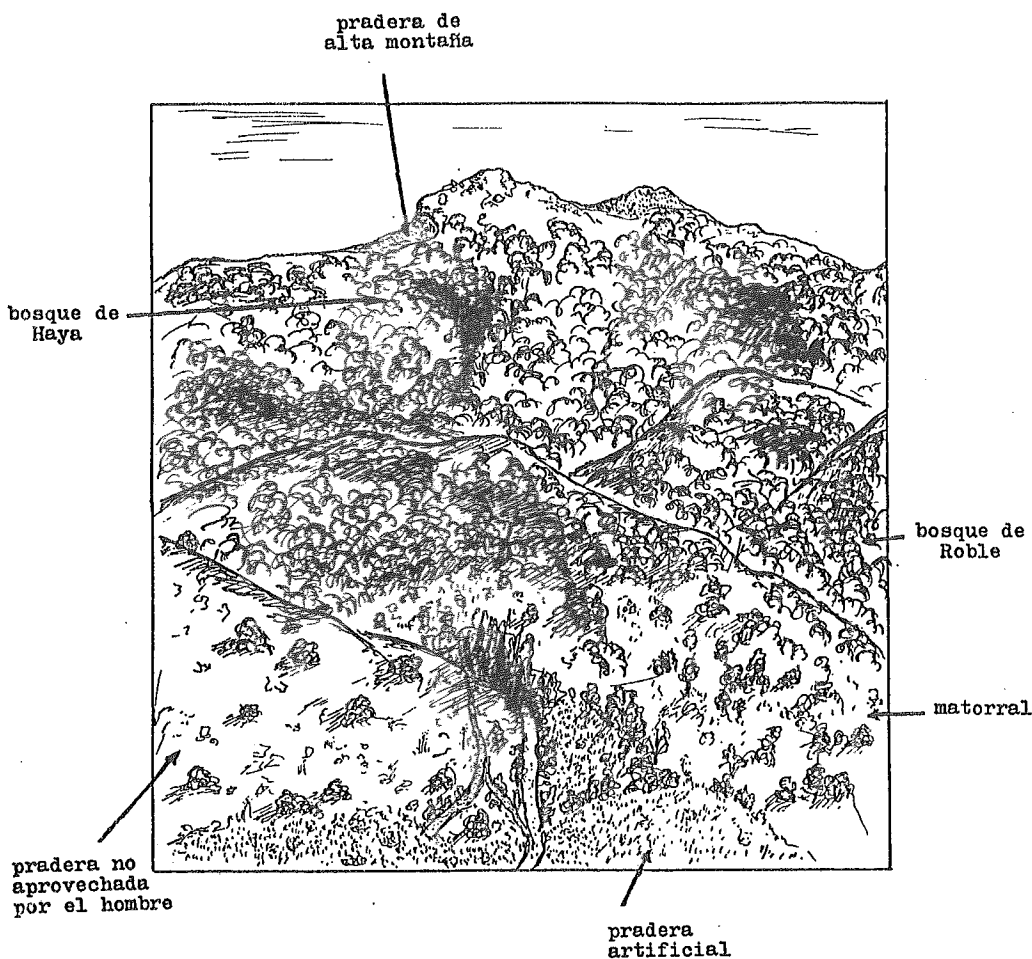 pradera de
alta montaña
bosque de
Haya
bosque de
Roble
matorral
pradera no
aprovechada
por el hombre
pradera
artificial